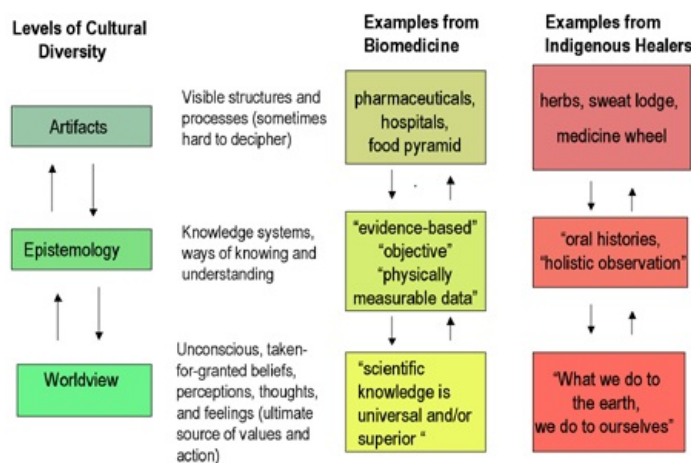 Levels of Cultural
Diversity
Examples from
Biomedicine
Examples from
Indigenous Healers
Artifacts
Visible structures and
processes (sometimes
hard to decipher)
pharmaceuticals,
hospitals,
food pyramid
herbs, sweat lodge,
medicine wheel
Epistemology
Knowledge systems,
ways of knowing and
understanding
“evidence-based”
“objective”
“physically
measurable data”
“oral histories,
“holistic observation”
Worldview
Unconscious, taken-
for-granted beliefs,
perceptions, thoughts,
and feelings (ultimate
source of values and
action)
“scientific
knowledge is
universal and/or
superior “
“What we do to
the earth,
we do to ourselves”